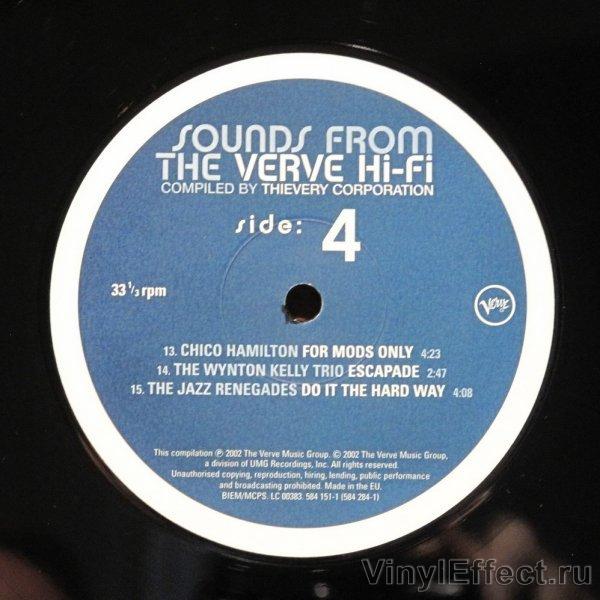 SOUNDS FROM
THE VERVE Hi-Fi
COMPILED BY THIEVERY CORPORATION
side: 4
33 1/3 rpm
Verve
13. CHICO HAMILTON FOR MODS ONLY 4:23
14. THE WYNTON KELLY TRIO ESCAPADE 2:47
15. THE JAZZ RENEGADES DO IT THE HARD WAY 4:08
This compilation ℗ 2002 The Verve Music Group. © 2002 The Verve Music Group,
a division of UMG Recordings, Inc. All rights reserved.
Unauthorised copying, reproduction, hiring, lending, public performance
and broadcasting prohibited. Made in the EU.
BIEM/MCPS. LC 00383. 584 151-1 (584 284-1)
VinylEffect.ru